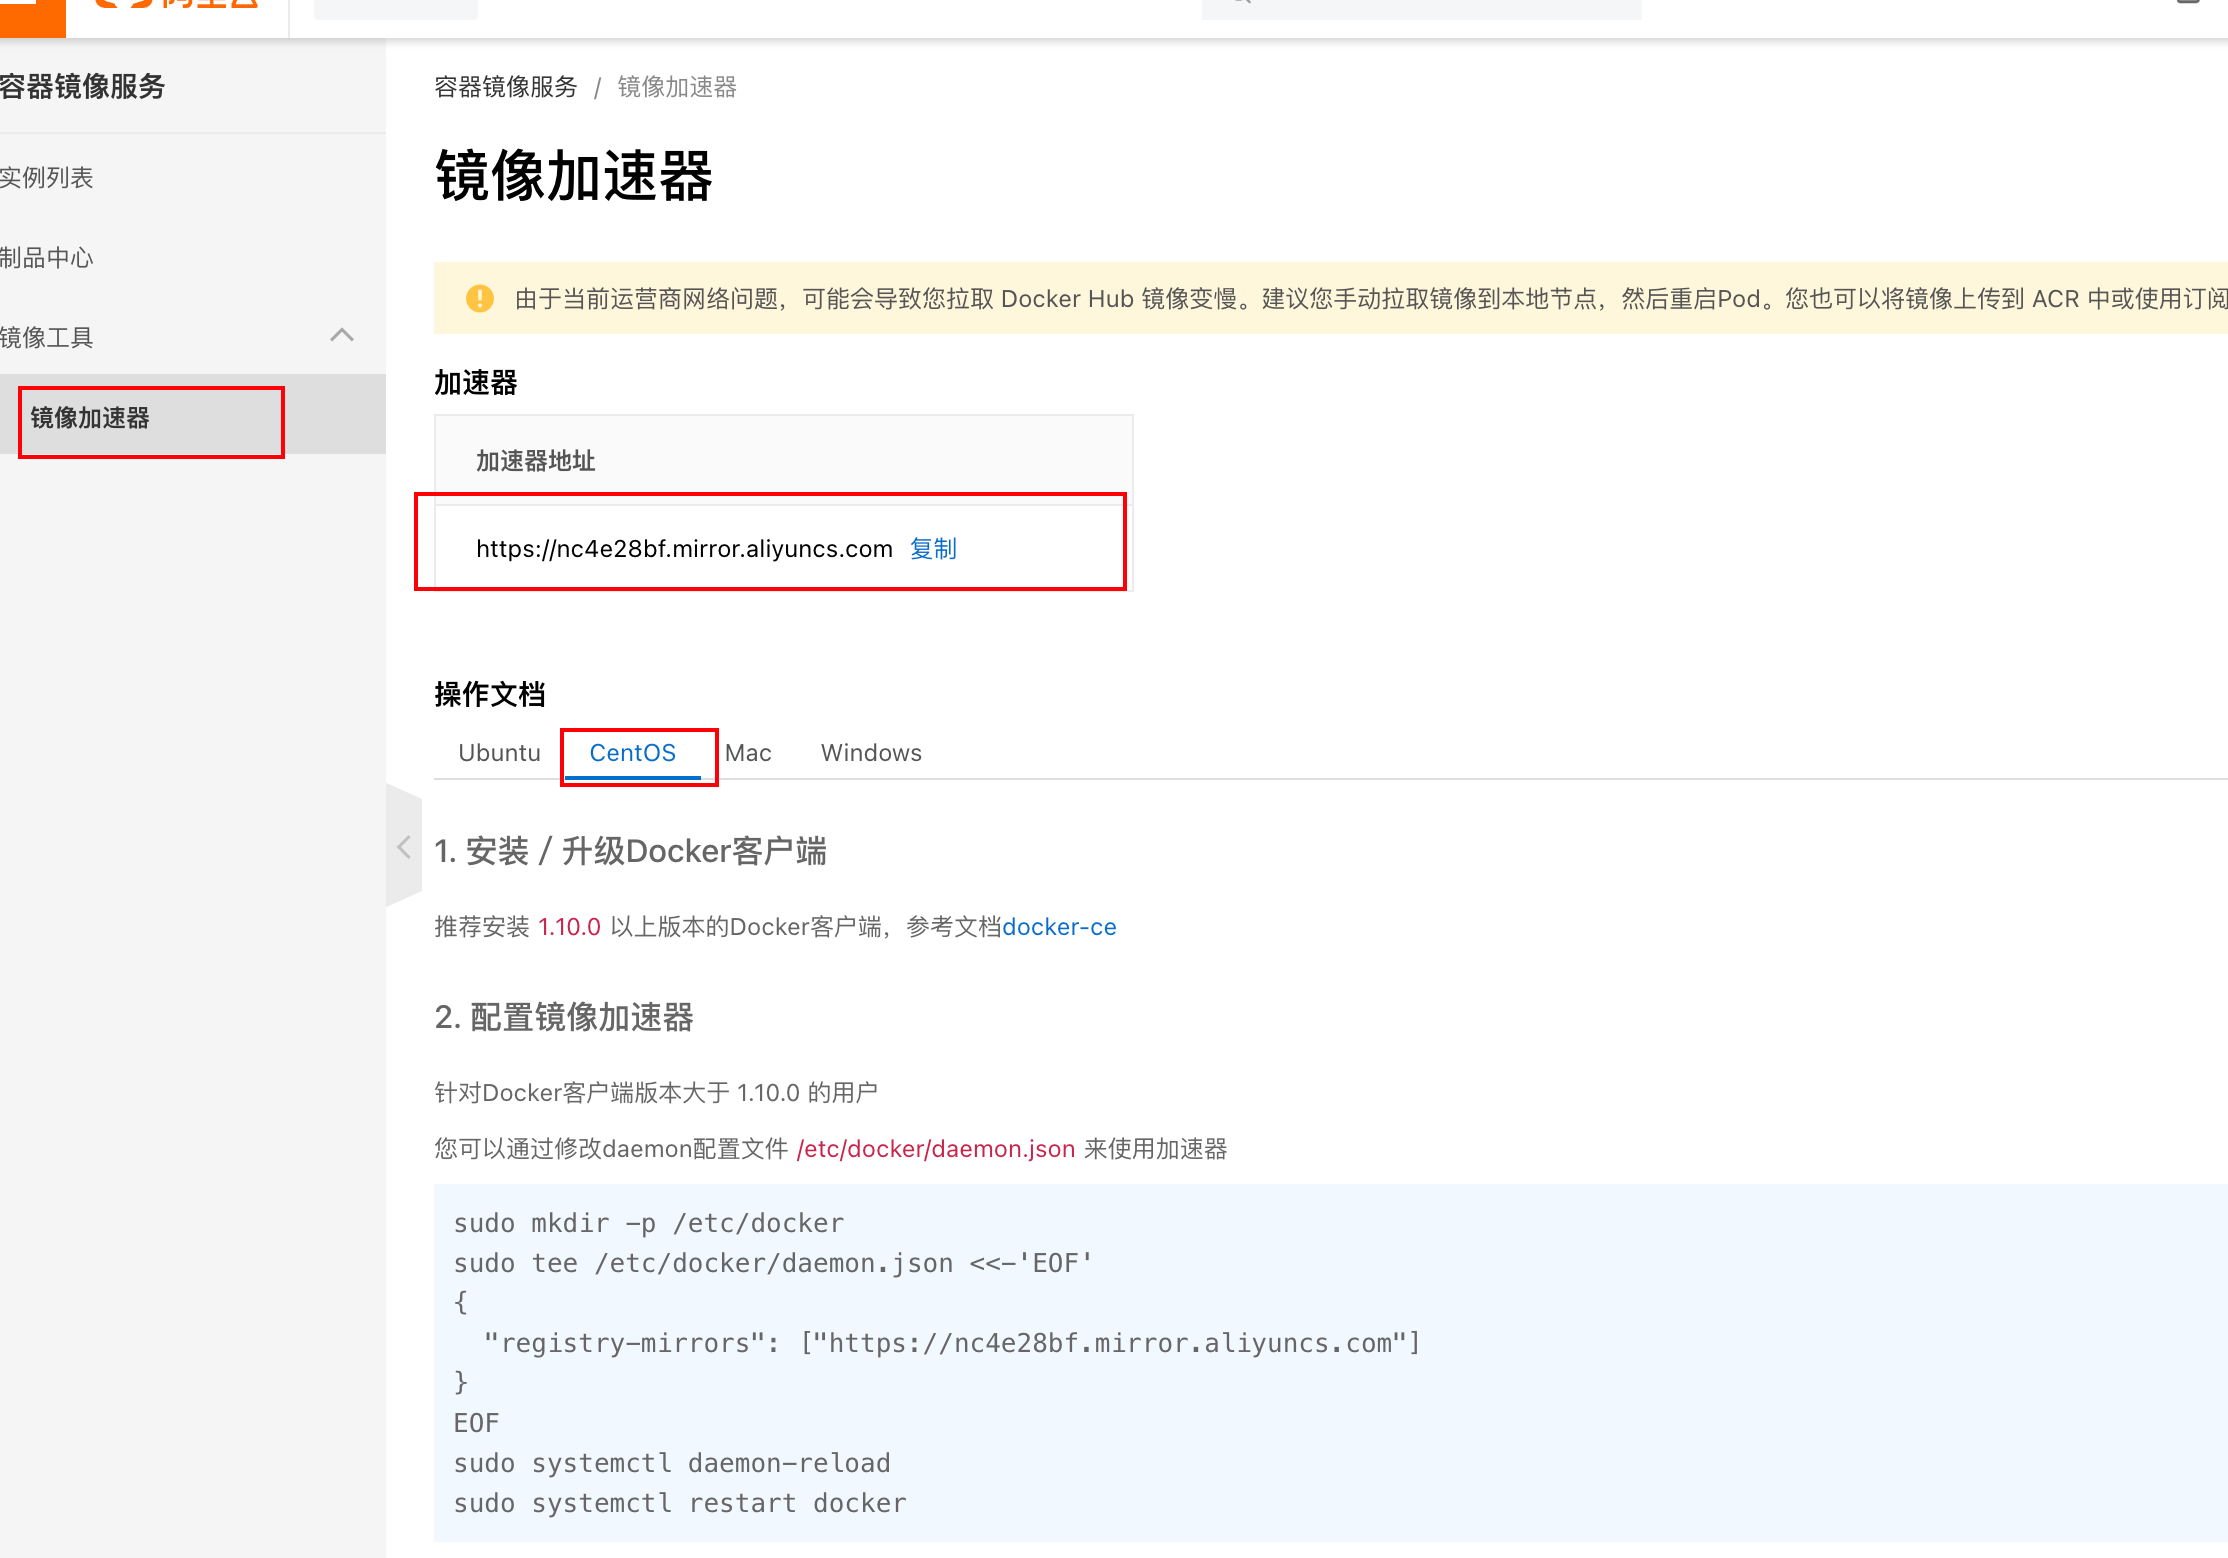 容器镜像服务
实例列表
制品中心
镜像工具
镜像加速器
容器镜像服务 / 镜像加速器
镜像加速器
由于当前运营商网络问题，可能会导致您拉取 Docker Hub 镜像变慢。建议您手动拉取镜像到本地节点，然后重启Pod。您也可以将镜像上传到 ACR 中或使用订阅
加速器
加速器地址
https://nc4e28bf.mirror.aliyuncs.com 复制
操作文档
Ubuntu CentOS Mac Windows
1. 安装 / 升级Docker客户端
推荐安装 1.10.0 以上版本的Docker客户端，参考文档docker-ce
2. 配置镜像加速器
针对Docker客户端版本大于 1.10.0 的用户
您可以通过修改daemon配置文件 /etc/docker/daemon.json 来使用加速器
sudo mkdir -p /etc/docker
sudo tee /etc/docker/daemon.json <<-'EOF'
{
"registry-mirrors": ["https://nc4e28bf.mirror.aliyuncs.com"]
}
EOF
sudo systemctl daemon-reload
sudo systemctl restart docker